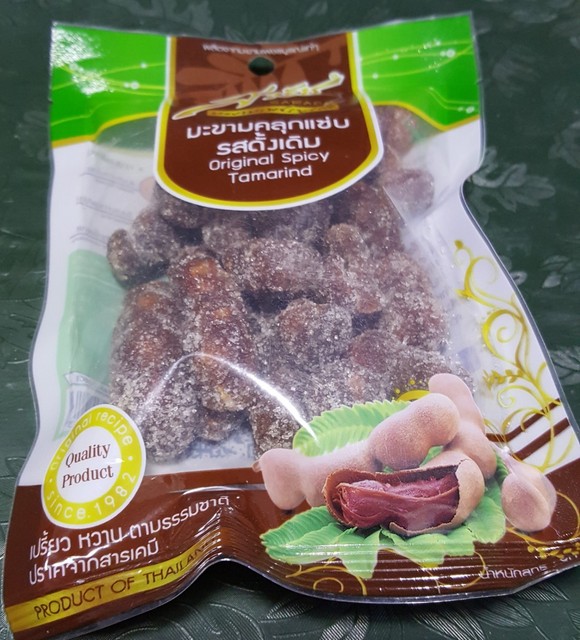 มะขามคลุกแซ่บ
รสดั้งเดิม
Original Spicy
Tamarind
original recipe
Quality
Product
since.1982
เปรี้ยว หวาน ตามธรรมชาติ
ปราศจากสารเคมี
PRODUCT OF THAILAN